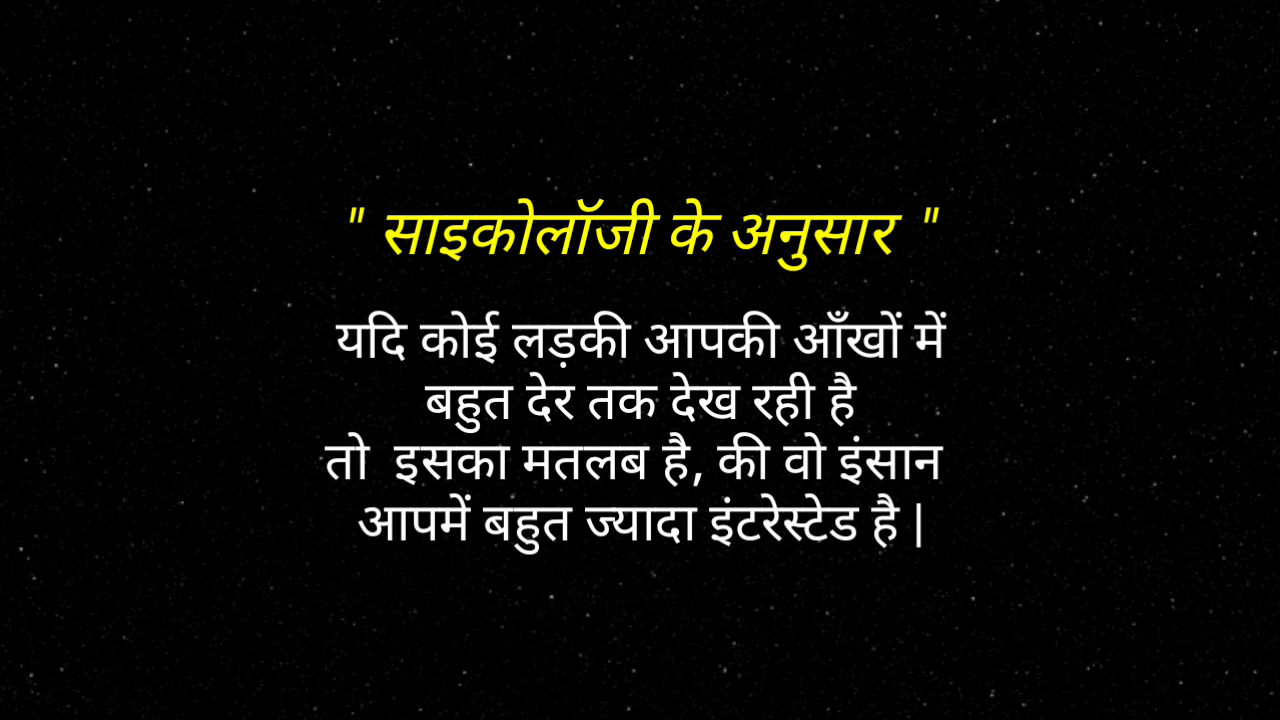 " साइकोलॉजी के अनुसार "
यदि कोई लड़की आपकी आँखों में
बहुत देर तक देख रही है
तो इसका मतलब है, की वो इंसान
आपमें बहुत ज्यादा इंटरेस्टेड है |